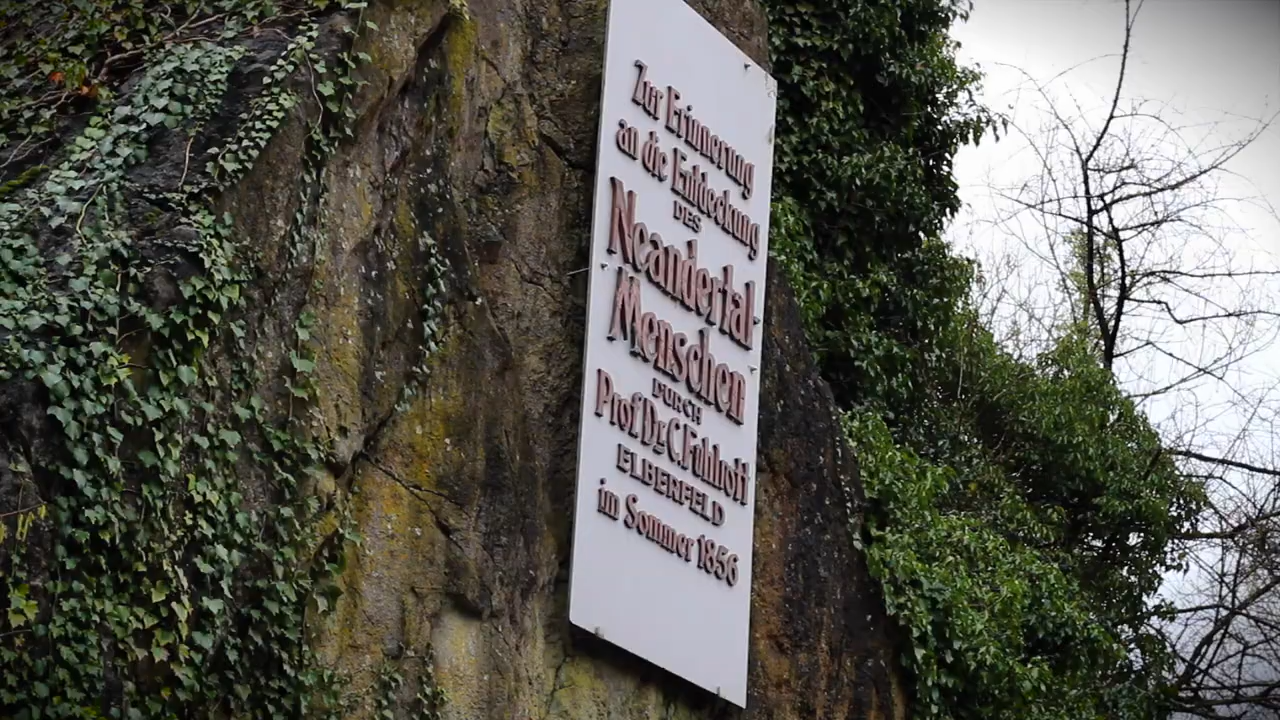 Zur Erinnerung
an die Entdeckung
DES
Neandertal
Menschen
DURCH
Prof. Dr. C. Fuhlrott
ELBERFELD
im Sommer 1856